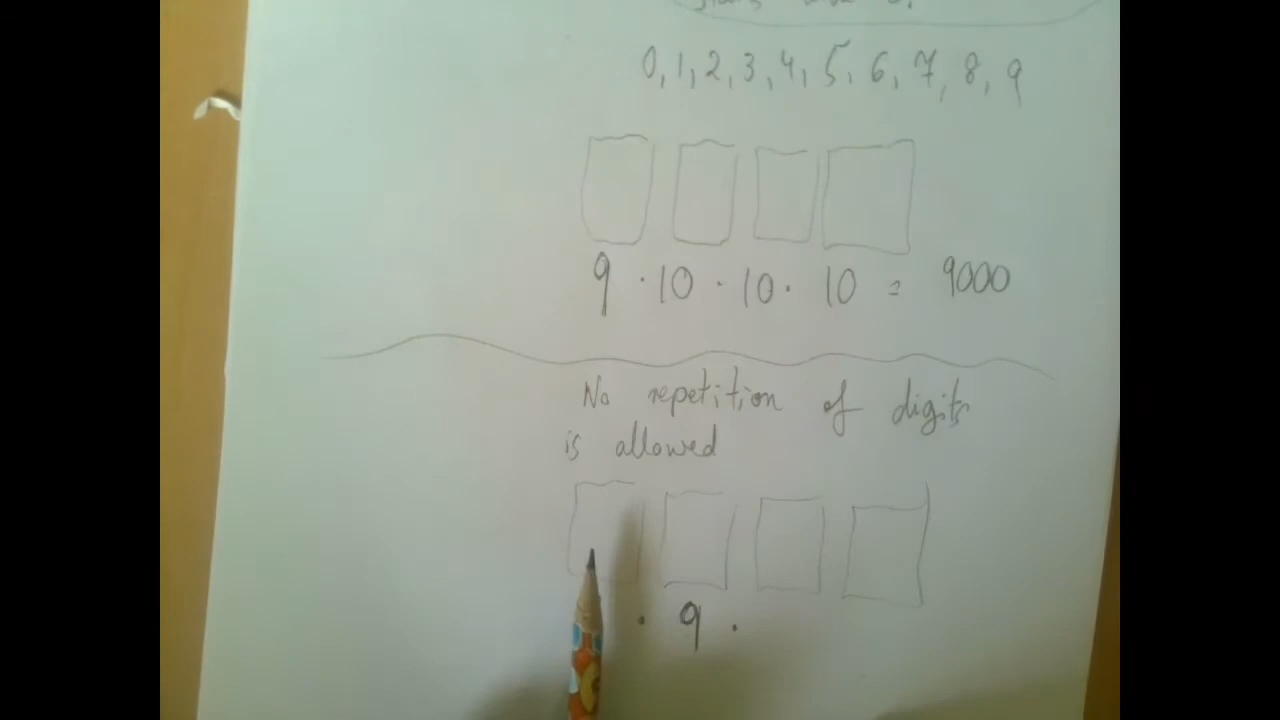 0, 1, 2, 3, 4, 5, 6, 7, 8, 9
9 · 10 · 10 · 10 = 9000
No repetition of digits
is allowed
· 9 ·